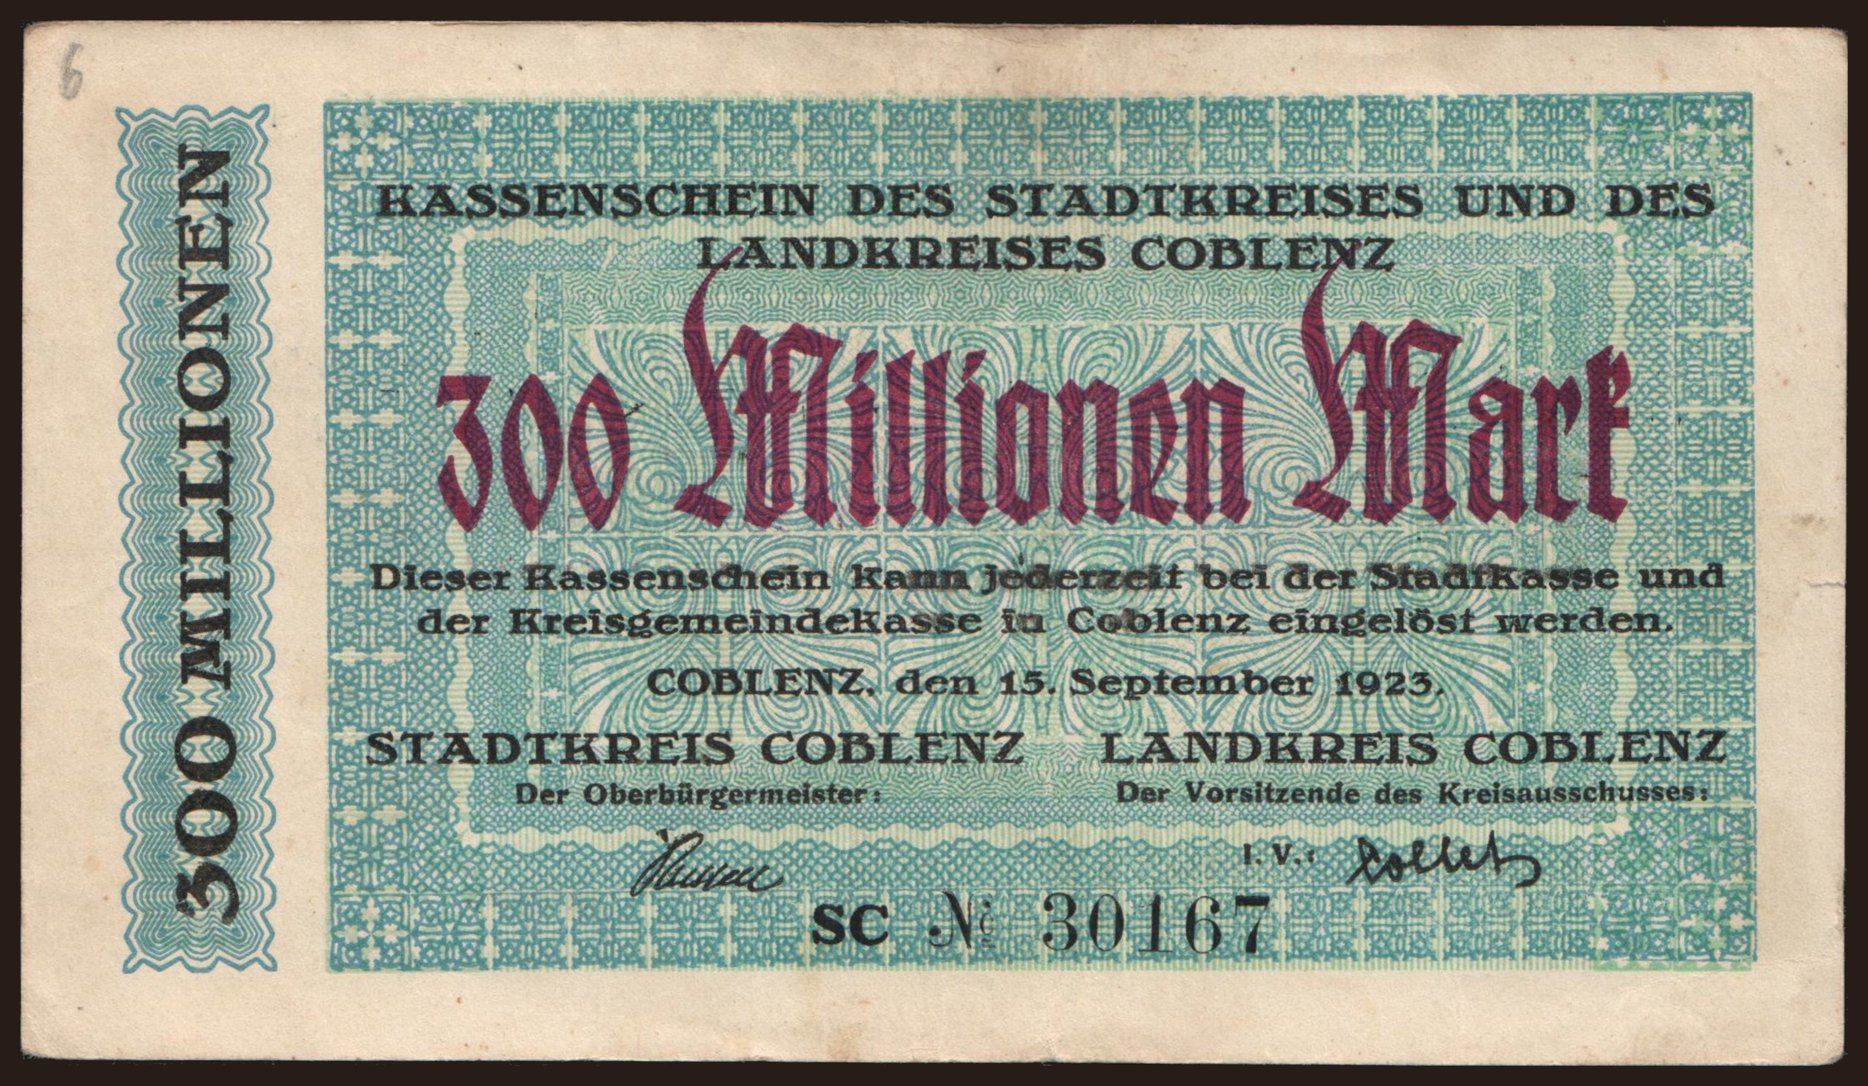 6
300 MILLIONEN
KASSENSCHEIN DES STADTKREISES UND DES
LANDKREISES COBLENZ
300 Millionen Mark
Dieser Kassenschein kann jederzeit bei der Stadtkasse und
der Kreisgemeindekasse in Coblenz eingelöst werden.
COBLENZ, den 15. September 1923.
STADTKREIS COBLENZ LANDKREIS COBLENZ
Der Oberbürgermeister: Der Vorsitzende des Kreisausschusses:
I. V.:
SC № 30167